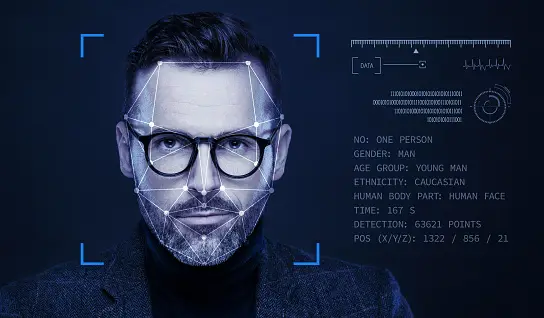 DATA
NO: ONE PERSON
GENDER: MAN
AGE GROUP: YOUNG MAN
ETHNICITY: CAUCASIAN
HUMAN BODY PART: HUMAN FACE
TIME: 167 S
DETECTION: 63621 POINTS
POS (X/Y/Z): 1322 / 856 / 21